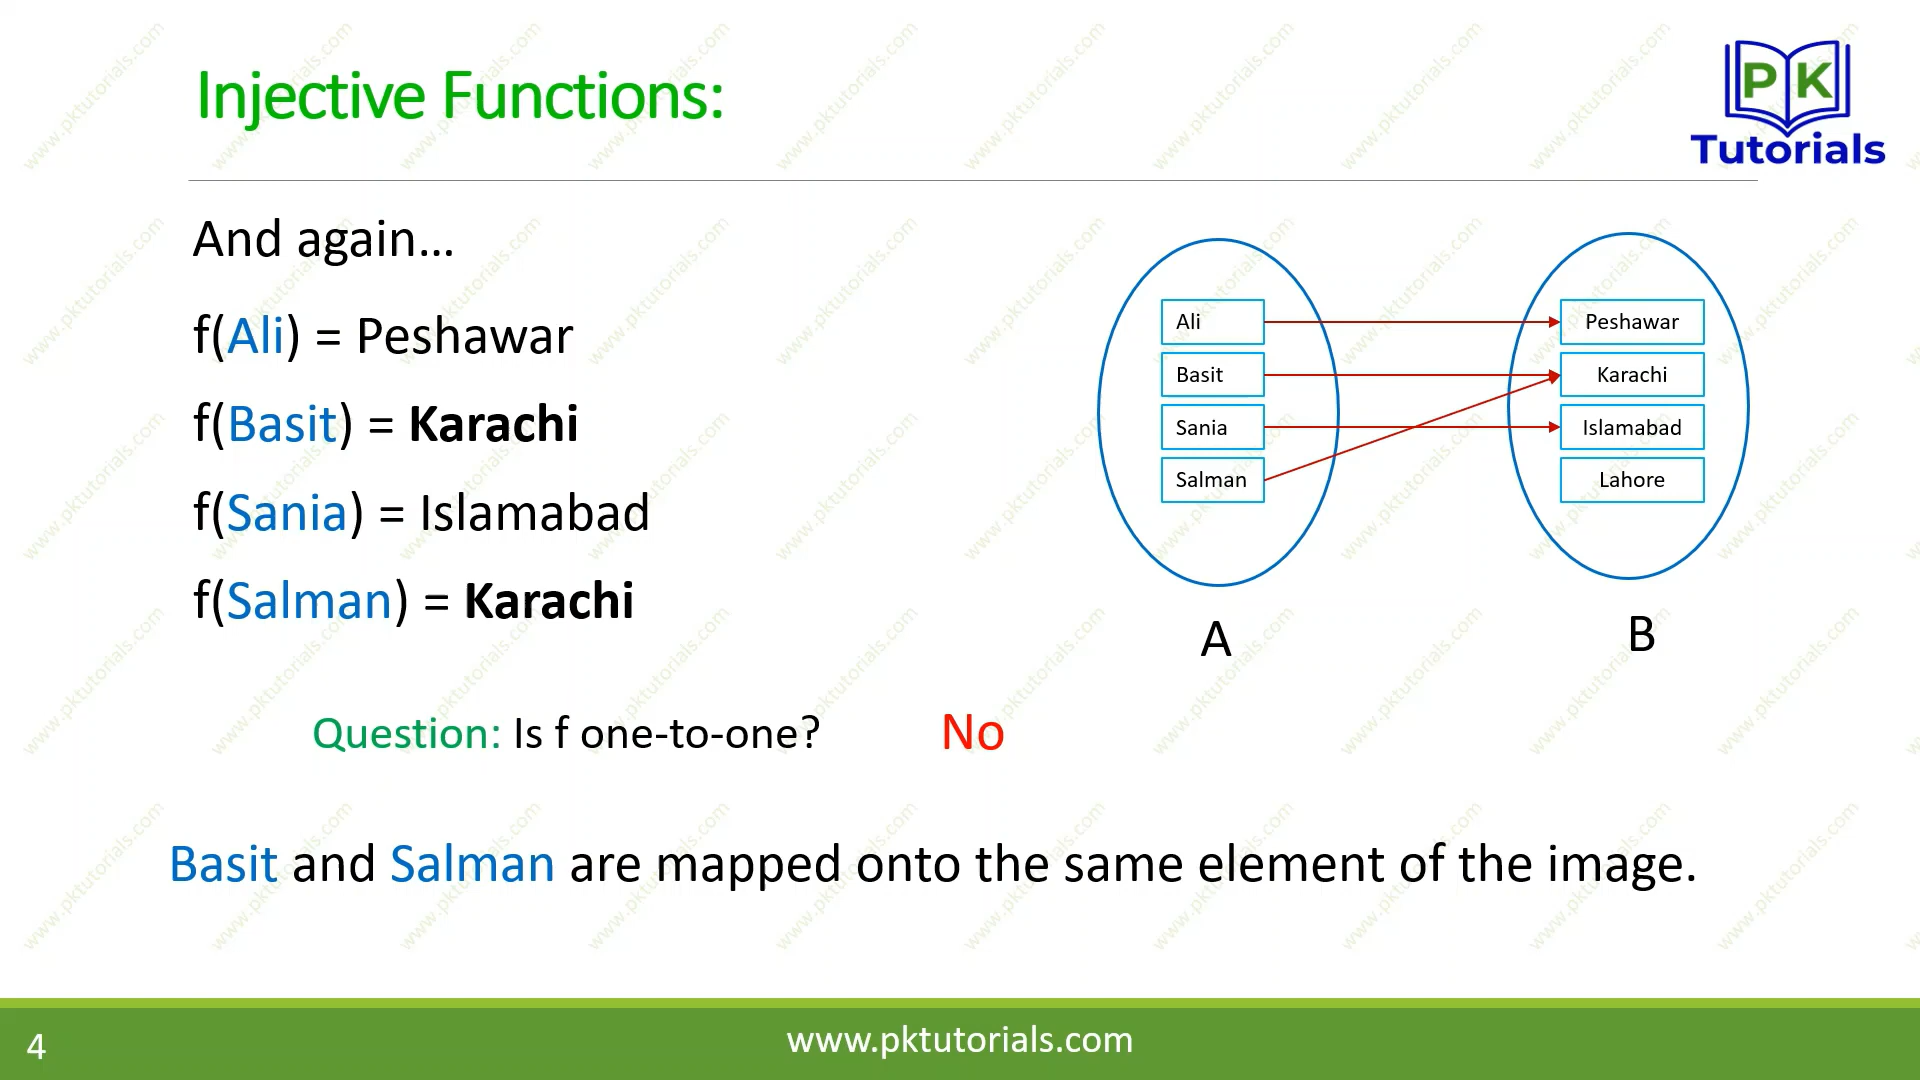 Injective Functions:
PK
Tutorials
And again...
f(Ali) = Peshawar
f(Basit) = Karachi
f(Sania) = Islamabad
f(Salman) = Karachi
Ali
Basit
Sania
Salman
A
Peshawar
Karachi
Islamabad
Lahore
B
Question: Is f one-to-one? No
Basit and Salman are mapped onto the same element of the image.
4
www.pktutorials.com